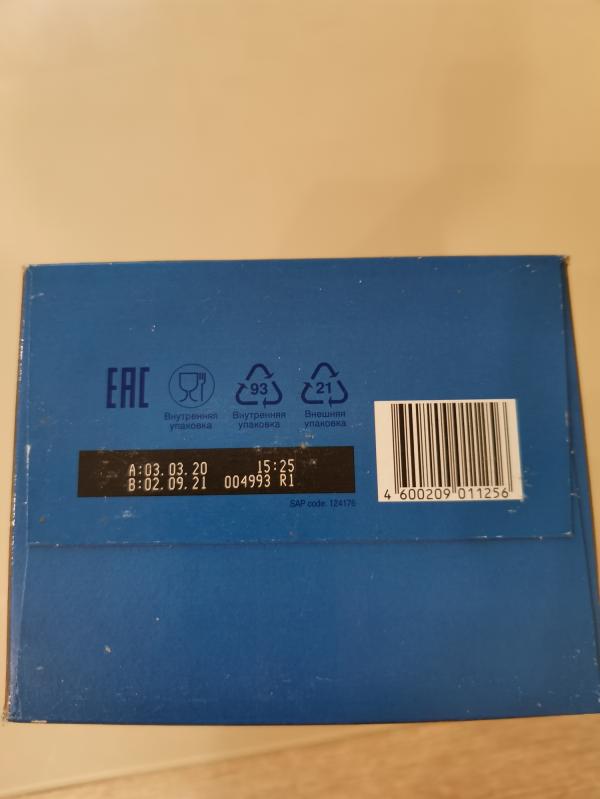 EAC
93
21
Внутренняя
упаковка
Внутренняя
упаковка
Внешняя
упаковка
A:03.03.20 15:25
B:02.09.21 004993 R1
SAP code: 124176
4 600209 011256